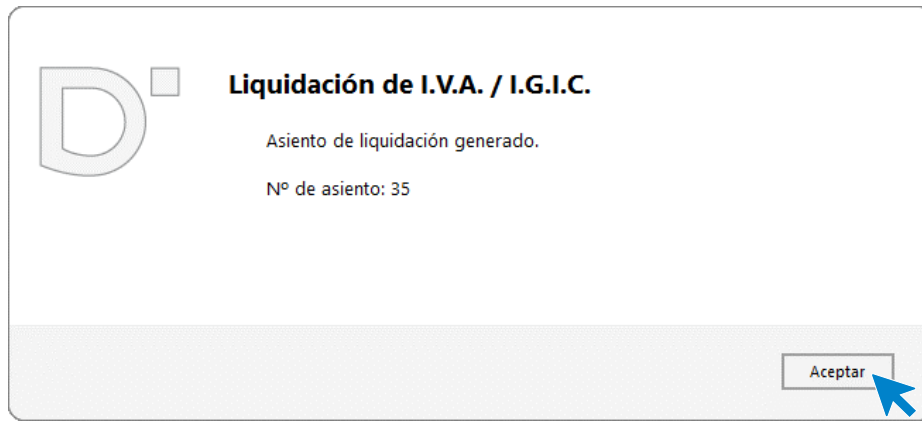 Liquidación de I.V.A. / I.G.I.C.
Asiento de liquidación generado.
Nº de asiento: 35
Aceptar